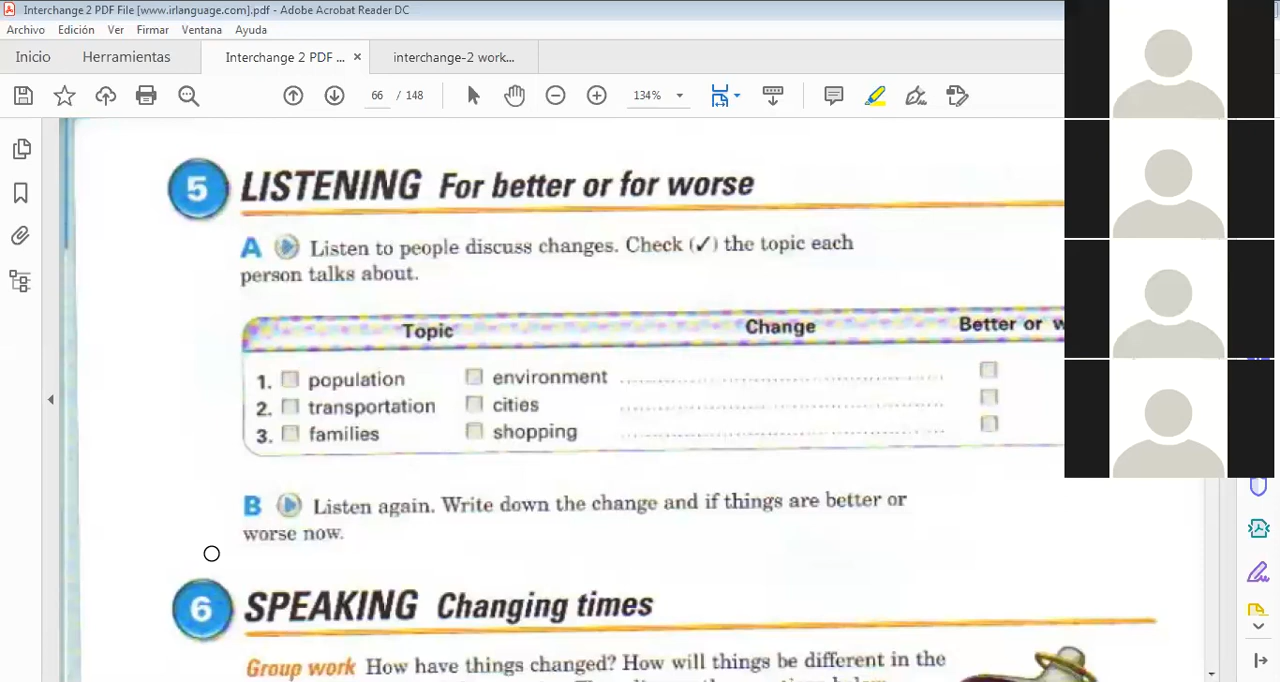 Interchange 2 PDF File [www.irlanguage.com].pdf - Adobe Acrobat Reader DC
Archivo Edición Ver Firmar Ventana Ayuda
Inicio Herramientas Interchange 2 PDF ... × interchange-2 work...
66 / 148 134%
5 LISTENING For better or for worse
A Listen to people discuss changes. Check (✓) the topic each
person talks about.
Topic Change Better or w
1. population environment
2. transportation cities
3. families shopping
B Listen again. Write down the change and if things are better or
worse now.
6 SPEAKING Changing times
Group work How have things changed? How will things be different in the